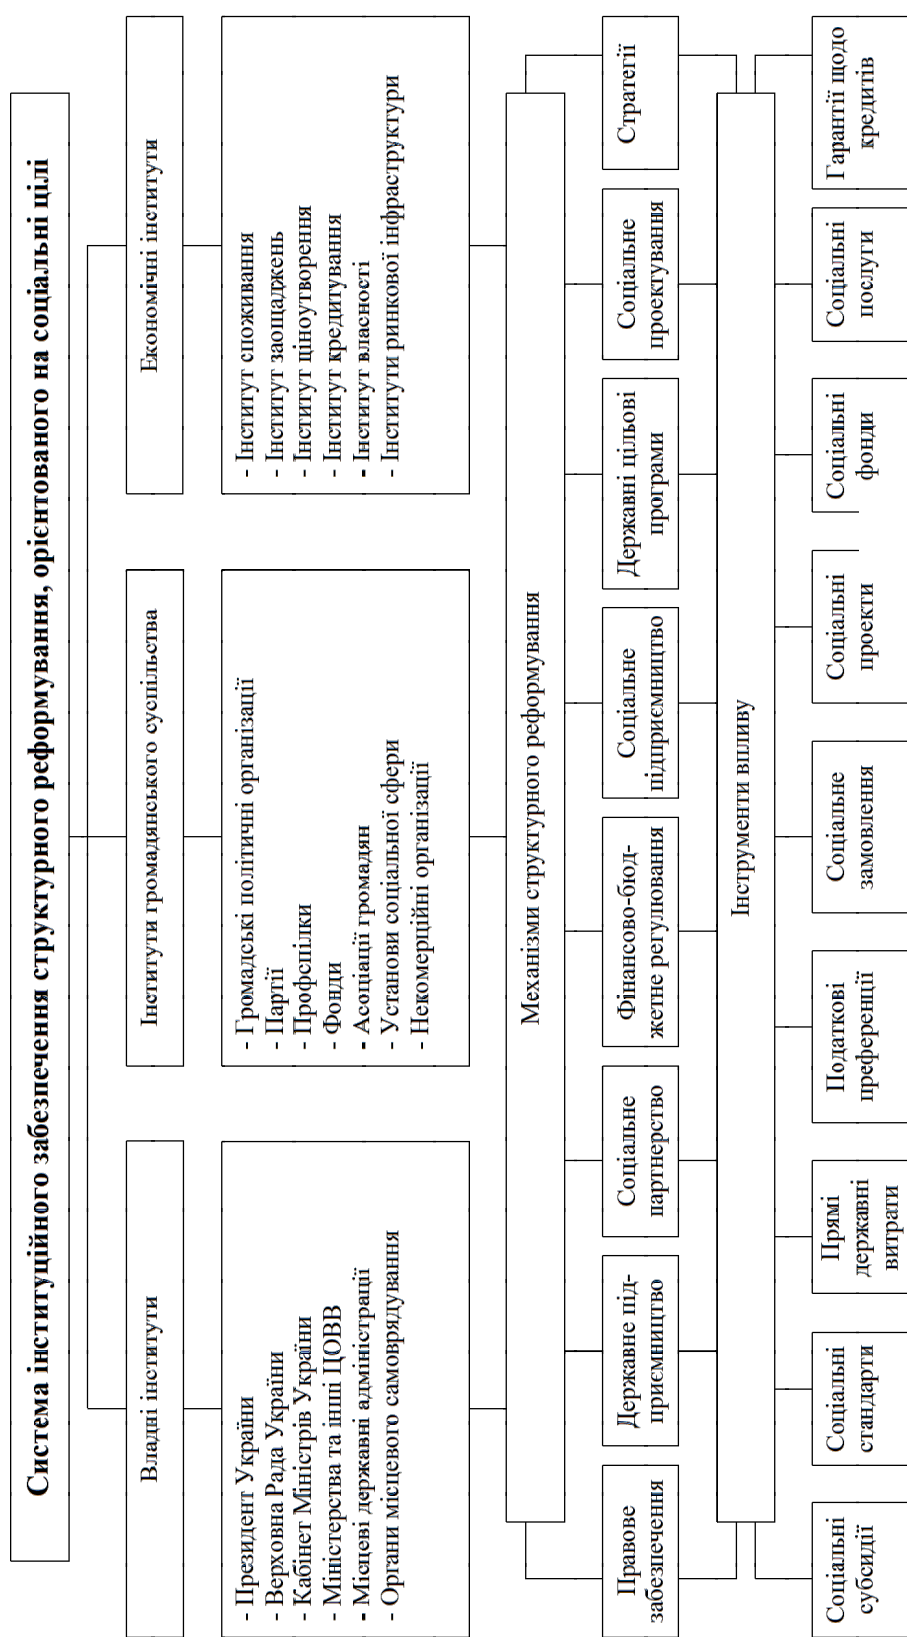 Система інституційного забезпечення структурного реформування, орієнтованого на соціальні цілі
Владні інститути
- Президент України
- Верховна Рада України
- Кабінет Міністрів України
- Міністерства та інші ЦОВВ
- Місцеві державні адміністрації
- Органи місцевого самоврядування
Інститути громадянського суспільства
- Громадські політичні організації
- Партії
- Профспілки
- Фонди
- Асоціації громадян
- Установи соціальної сфери
- Некомерційні організації
Економічні інститути
- Інститут споживання
- Інститут заощаджень
- Інститут ціноутворення
- Інститут кредитування
- Інститут власності
- Інститути ринкової інфраструктури
Механізми структурного реформування
Правове
забезпечення
Державне під-
приємництво
Соціальне
партнерство
Фінансово-бюд-
жетне регулювання
Соціальне
підприємництво
Державні цільові
програми
Соціальне
проектування
Стратегії
Інструменти впливу
Соціальні
субсидії
Соціальні
стандарти
Прямі
державні
витрати
Податкові
преференції
Соціальне
замовлення
Соціальні
проекти
Соціальні
фонди
Соціальні
послуги
Гарантії щодо
кредитів